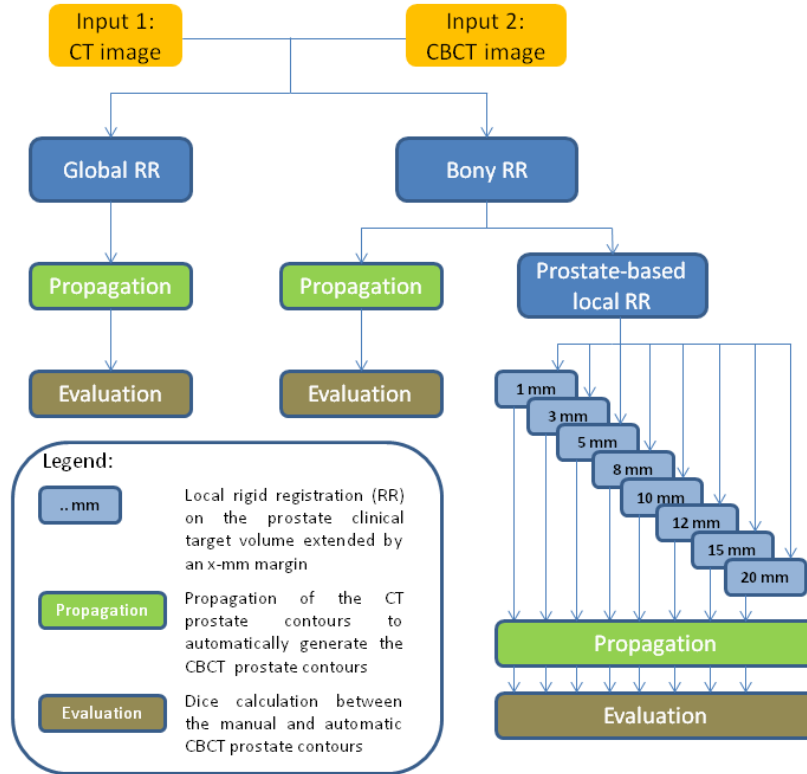 Input 1:
CT image
Input 2:
CBCT image
Global RR
Bony RR
Propagation
Propagation
Prostate-based
local RR
Evaluation
Evaluation
1 mm
3 mm
5 mm
8 mm
10 mm
12 mm
15 mm
20 mm
Propagation
Evaluation
Legend:
.. mm
Local rigid registration (RR)
on the prostate clinical
target volume extended by
an x-mm margin
Propagation
Propagation of the CT
prostate contours to
automatically generate the
CBCT prostate contours
Evaluation
Dice calculation between
the manual and automatic
CBCT prostate contours